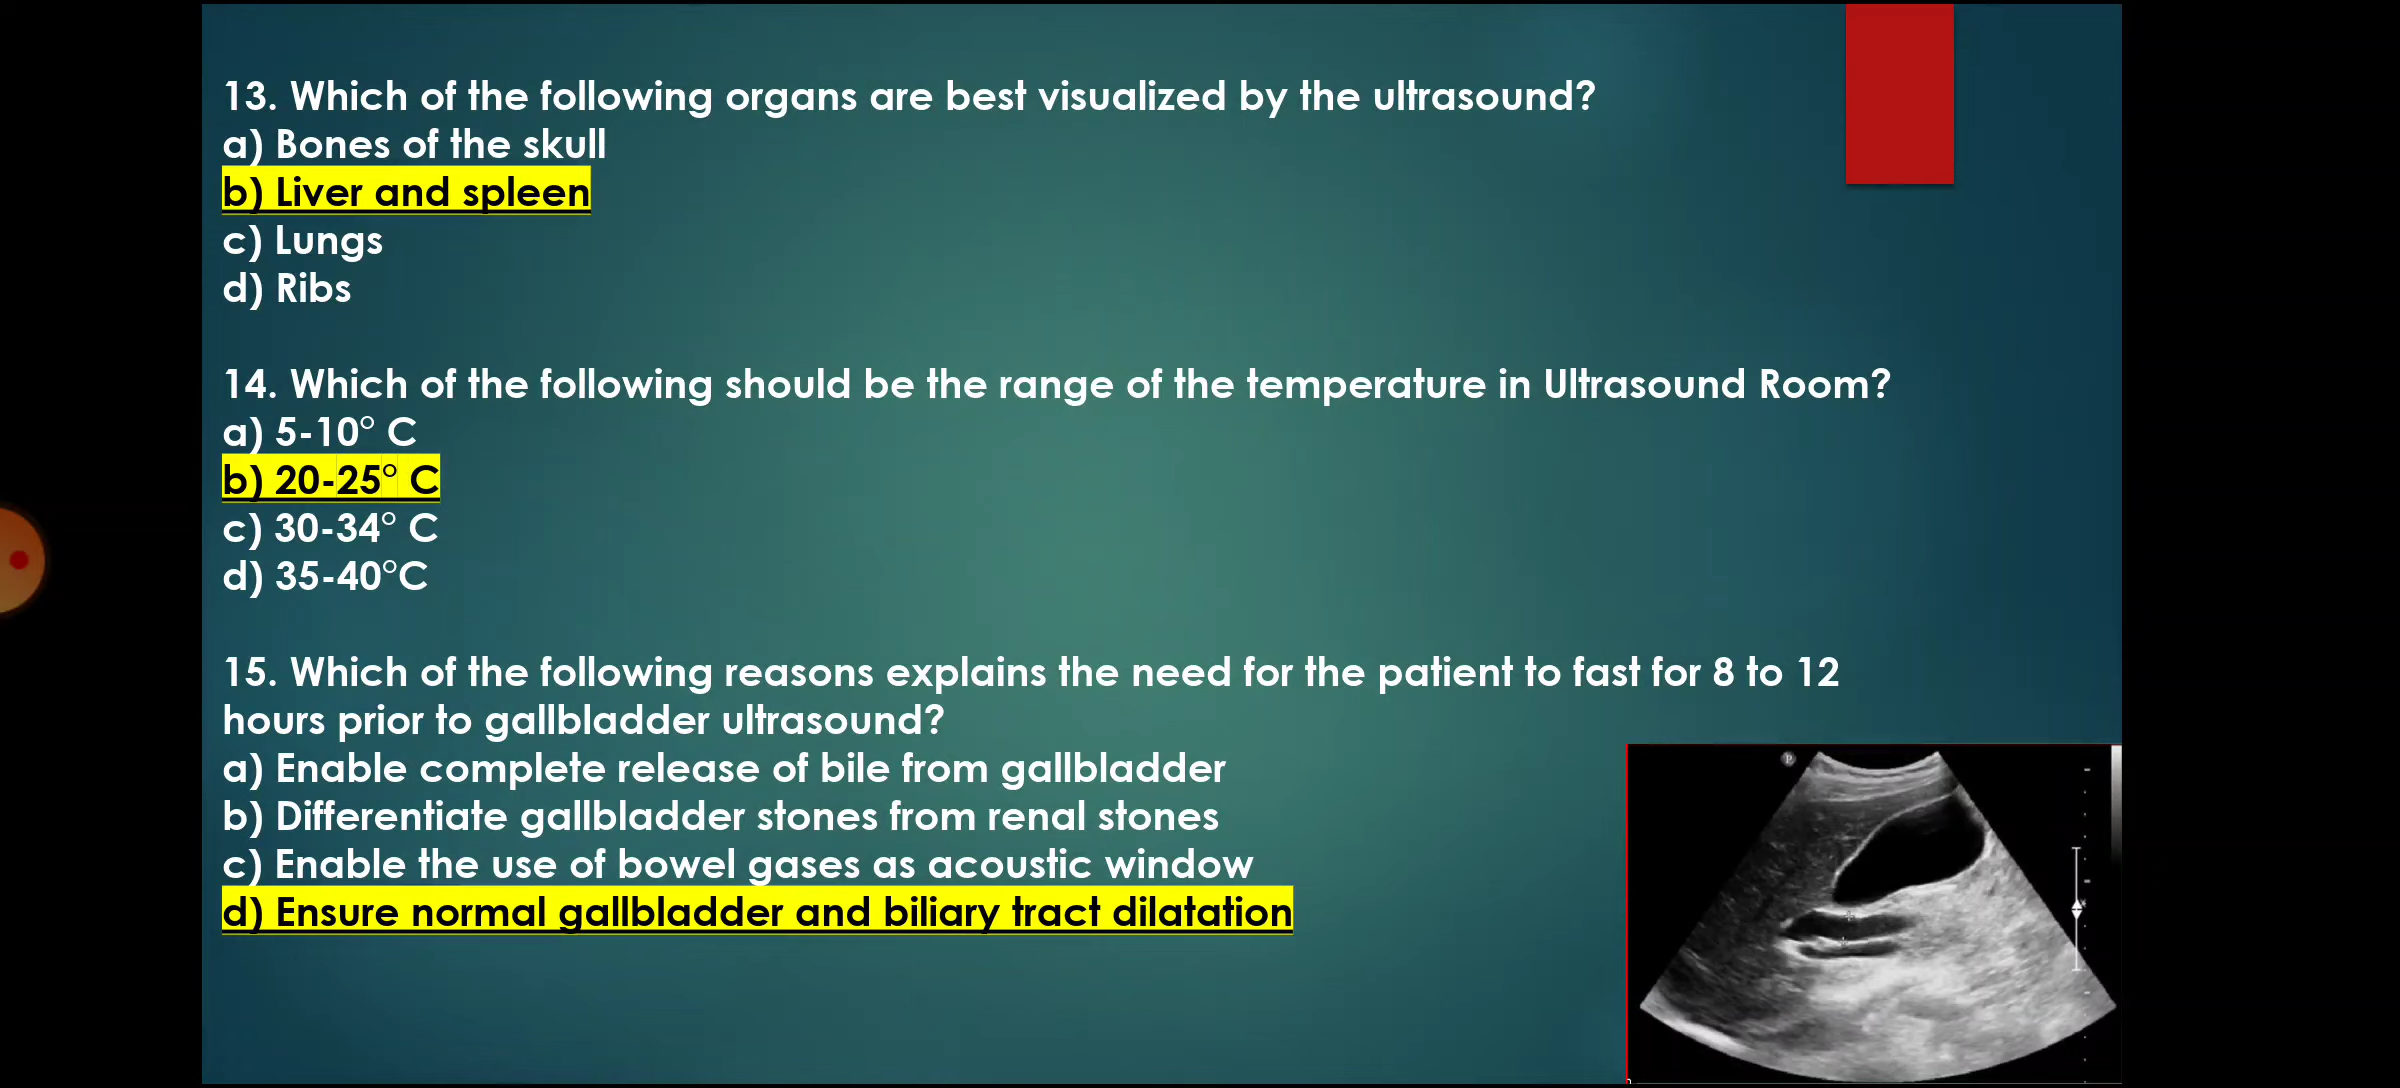 13. Which of the following organs are best visualized by the ultrasound?
a) Bones of the skull
b) Liver and spleen
c) Lungs
d) Ribs
14. Which of the following should be the range of the temperature in Ultrasound Room?
a) 5-10° C
b) 20-25° C
c) 30-34° C
d) 35-40°C
15. Which of the following reasons explains the need for the patient to fast for 8 to 12
hours prior to gallbladder ultrasound?
a) Enable complete release of bile from gallbladder
b) Differentiate gallbladder stones from renal stones
c) Enable the use of bowel gases as acoustic window
d) Ensure normal gallbladder and biliary tract dilatation
P